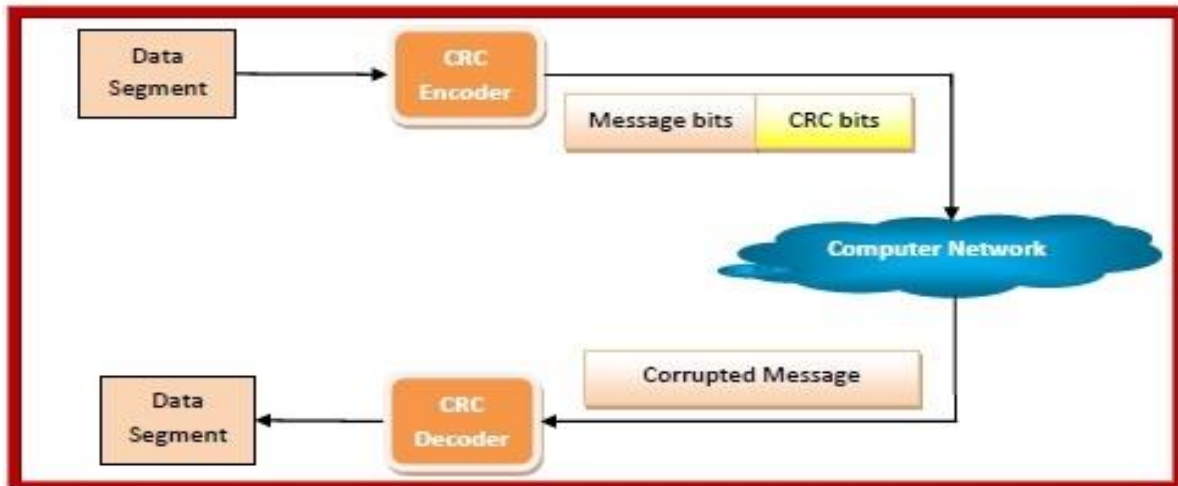 Data
Segment
CRC
Encoder
Message bits
CRC bits
Computer Network
Corrupted Message
Data
Segment
CRC
Decoder